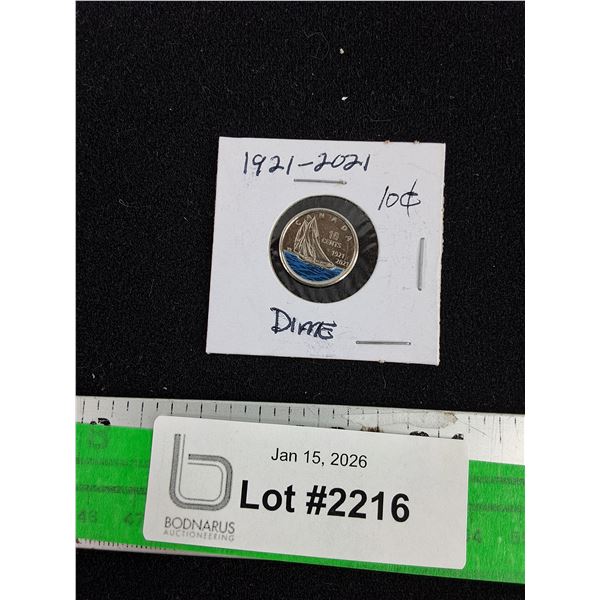 1921-2021
10¢
CANADA
10
CENTS
1921
2021
DIME
Jan 15, 2026
Lot #2216
BODNARUS
AUCTIONEERING